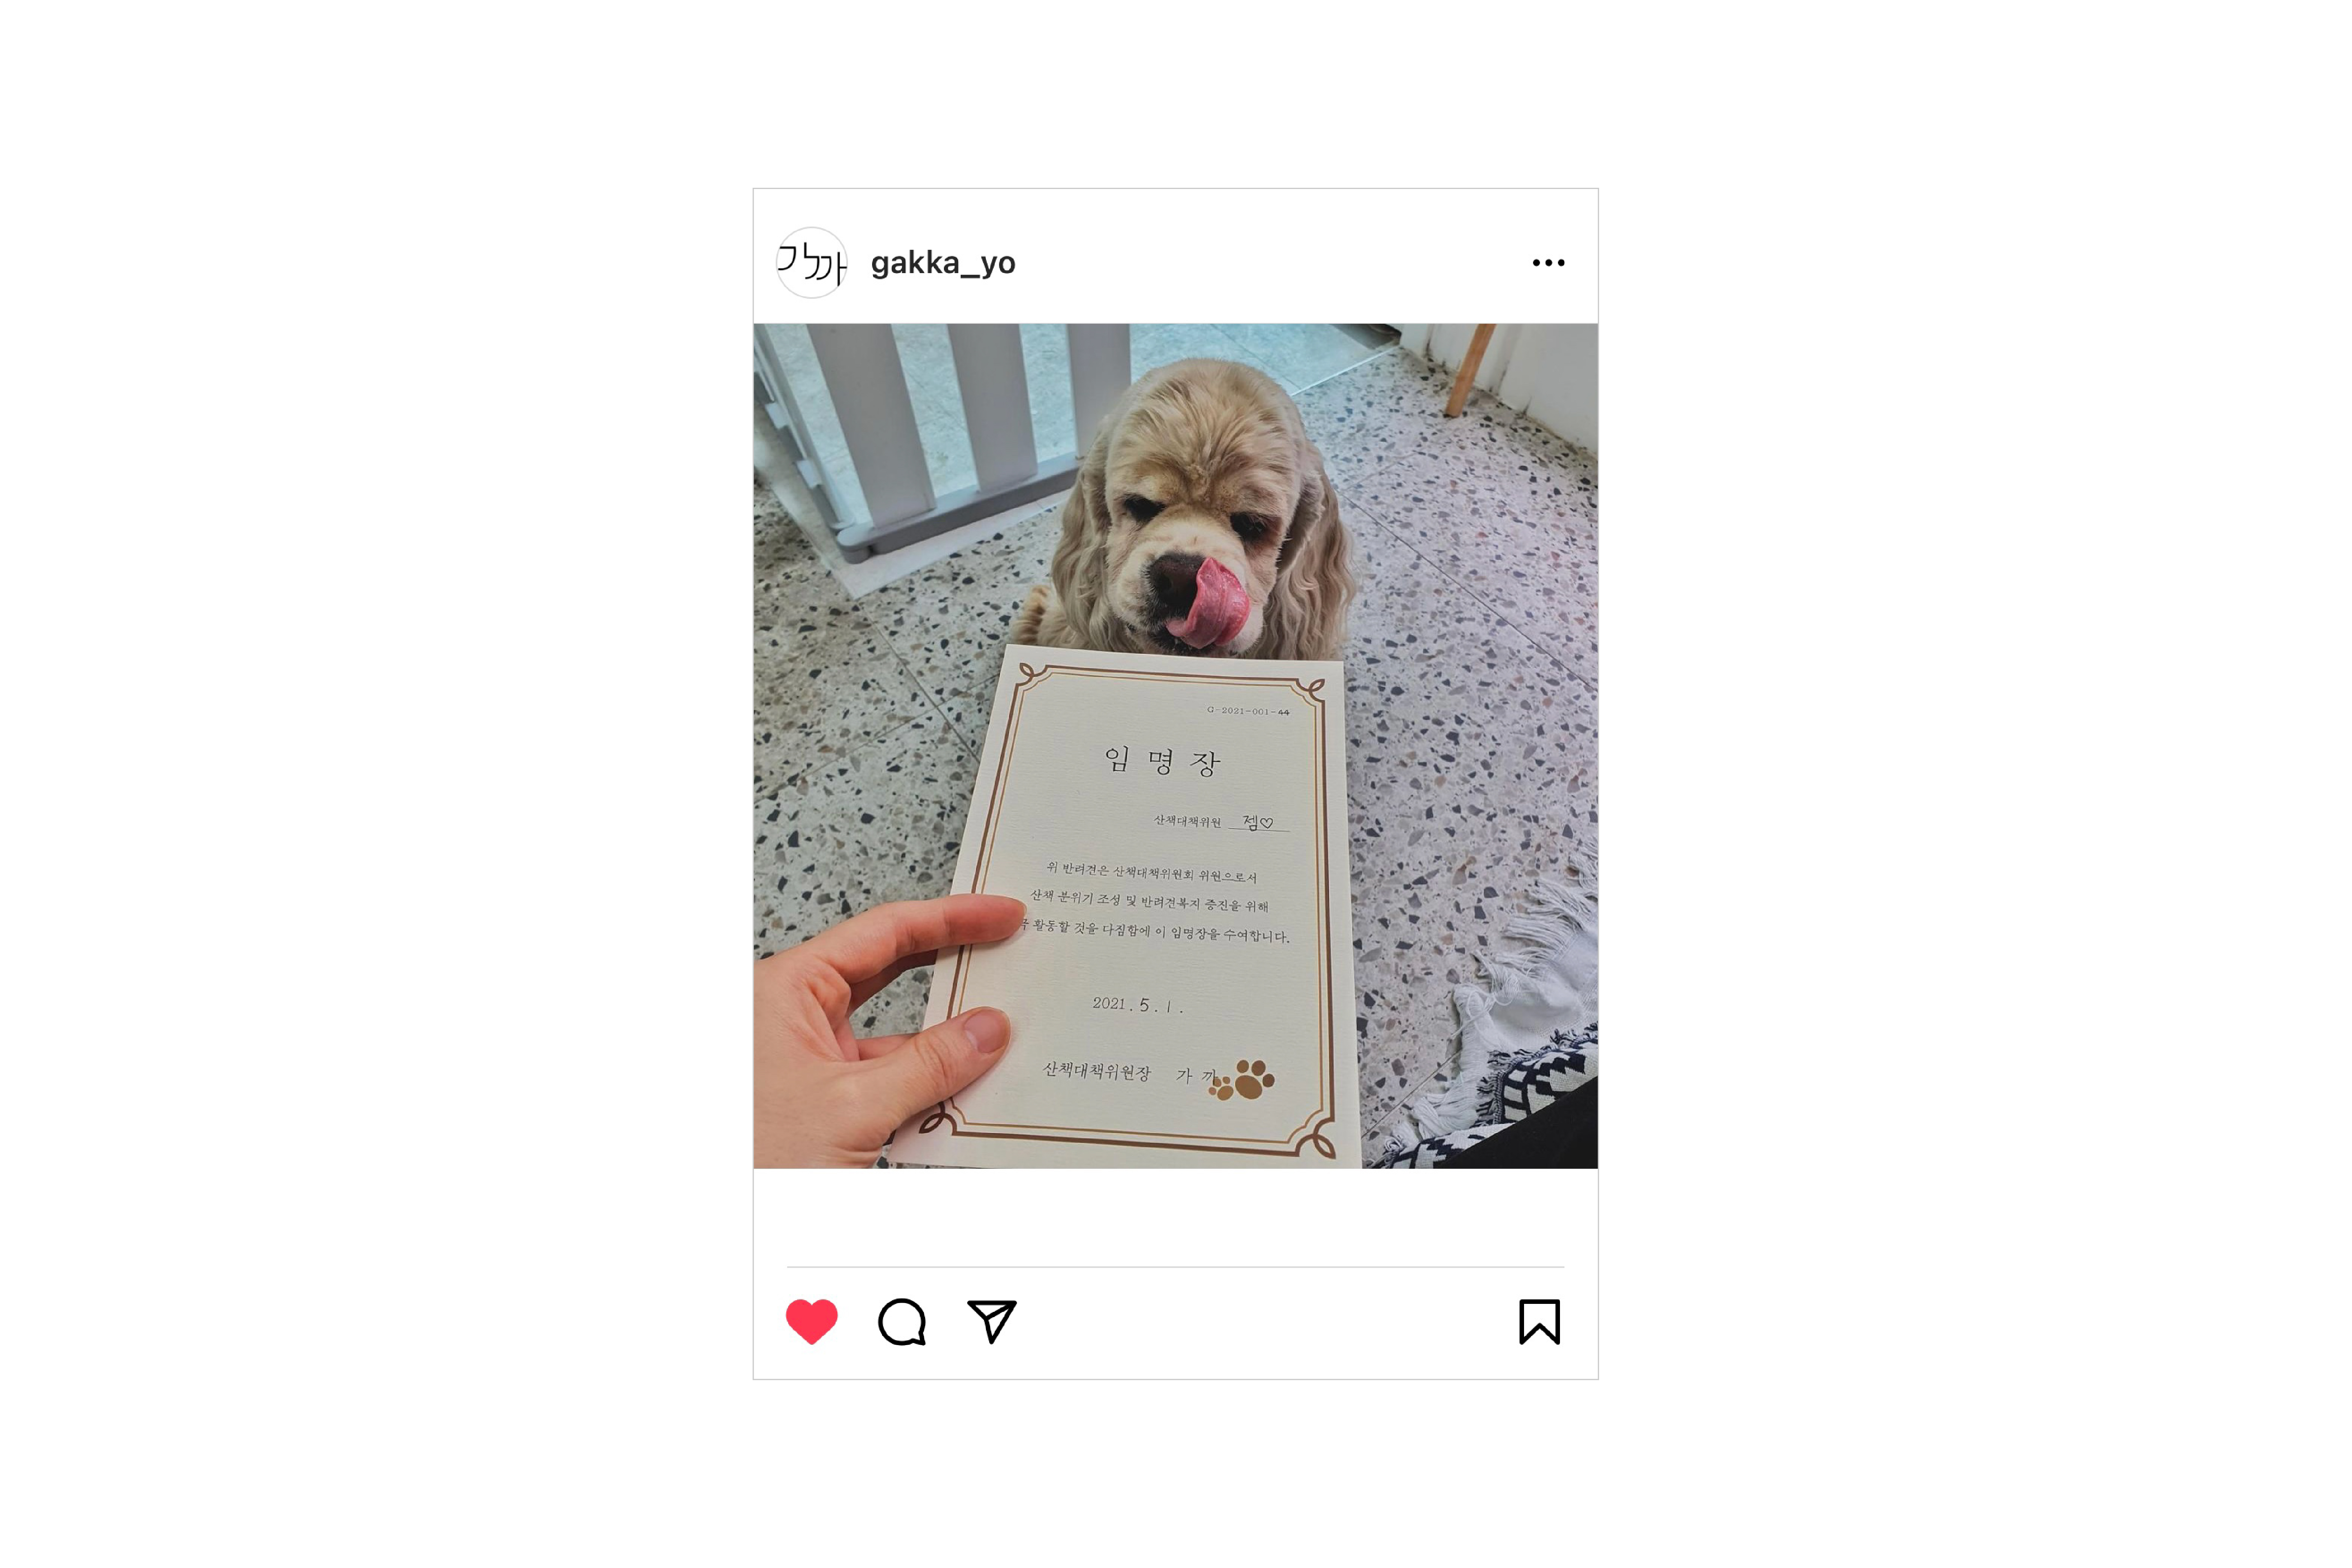 가까
gakka_yo
G-2021-001-44
임명장
산책대책위원 젬♡
위 반려견은 산책대책위원회 위원으로서
산책 분위기 조성 및 반려견복지 증진을 위해
활동할 것을 다짐함에 이 임명장을 수여합니다.
2021.5.1.
산책대책위원장 가까